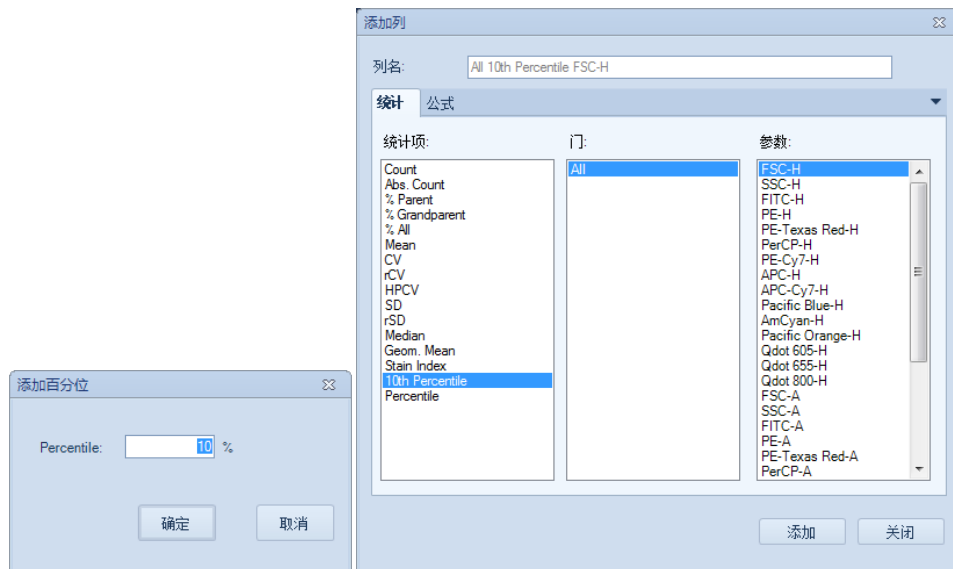 添加列
列名: All 10th Percentile FSC-H
统计 公式
统计项:
Count
Abs. Count
% Parent
% Grandparent
% All
Mean
CV
rCV
HPCV
SD
rSD
Median
Geom. Mean
Stain Index
10th Percentile
Percentile
门:
All
参数:
FSC-H
SSC-H
FITC-H
PE-H
PE-Texas Red-H
PerCP-H
PE-Cy7-H
APC-H
APC-Cy7-H
Pacific Blue-H
AmCyan-H
Pacific Orange-H
Qdot 605-H
Qdot 655-H
Qdot 800-H
FSC-A
SSC-A
FITC-A
PE-A
PE-Texas Red-A
PerCP-A
添加 关闭
添加百分位
Percentile: 10 %
确定 取消